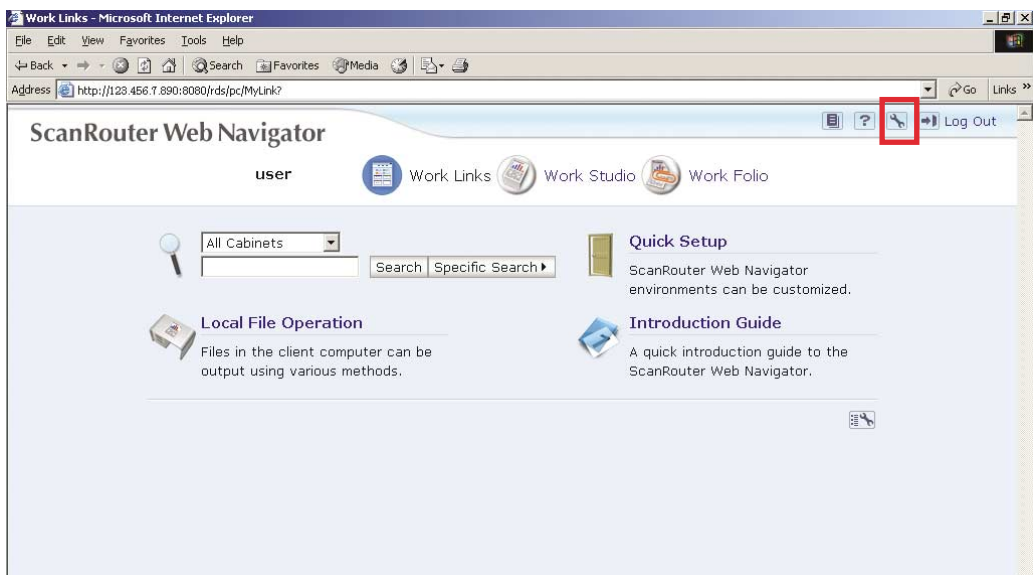 Work Links - Microsoft Internet Explorer
File Edit View Favorites Tools Help
Back Search Favorites Media
Address http://123.456.7.890:8080/rds/pc/MyLink? Go Links »
ScanRouter Web Navigator
? Log Out
user Work Links Work Studio Work Folio
All Cabinets
Search Specific Search
Quick Setup
ScanRouter Web Navigator
environments can be customized.
Local File Operation
Files in the client computer can be
output using various methods.
Introduction Guide
A quick introduction guide to the
ScanRouter Web Navigator.